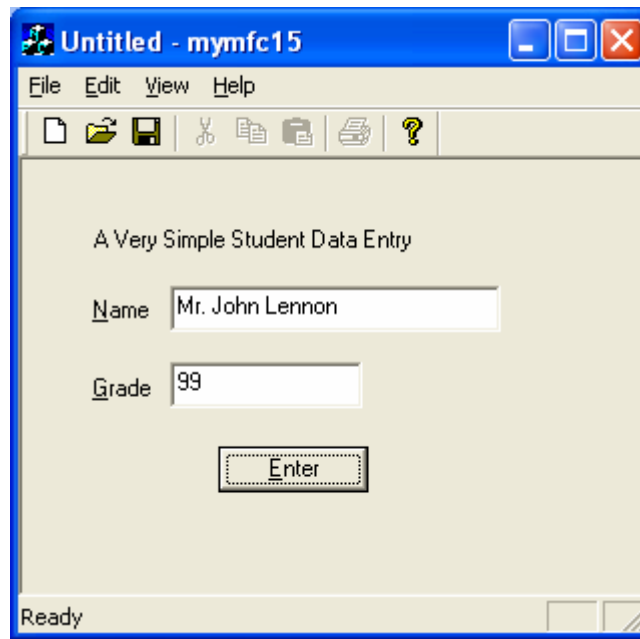 Untitled - mymfc15
File Edit View Help
A Very Simple Student Data Entry
Name Mr. John Lennon
Grade 99
Enter
Ready